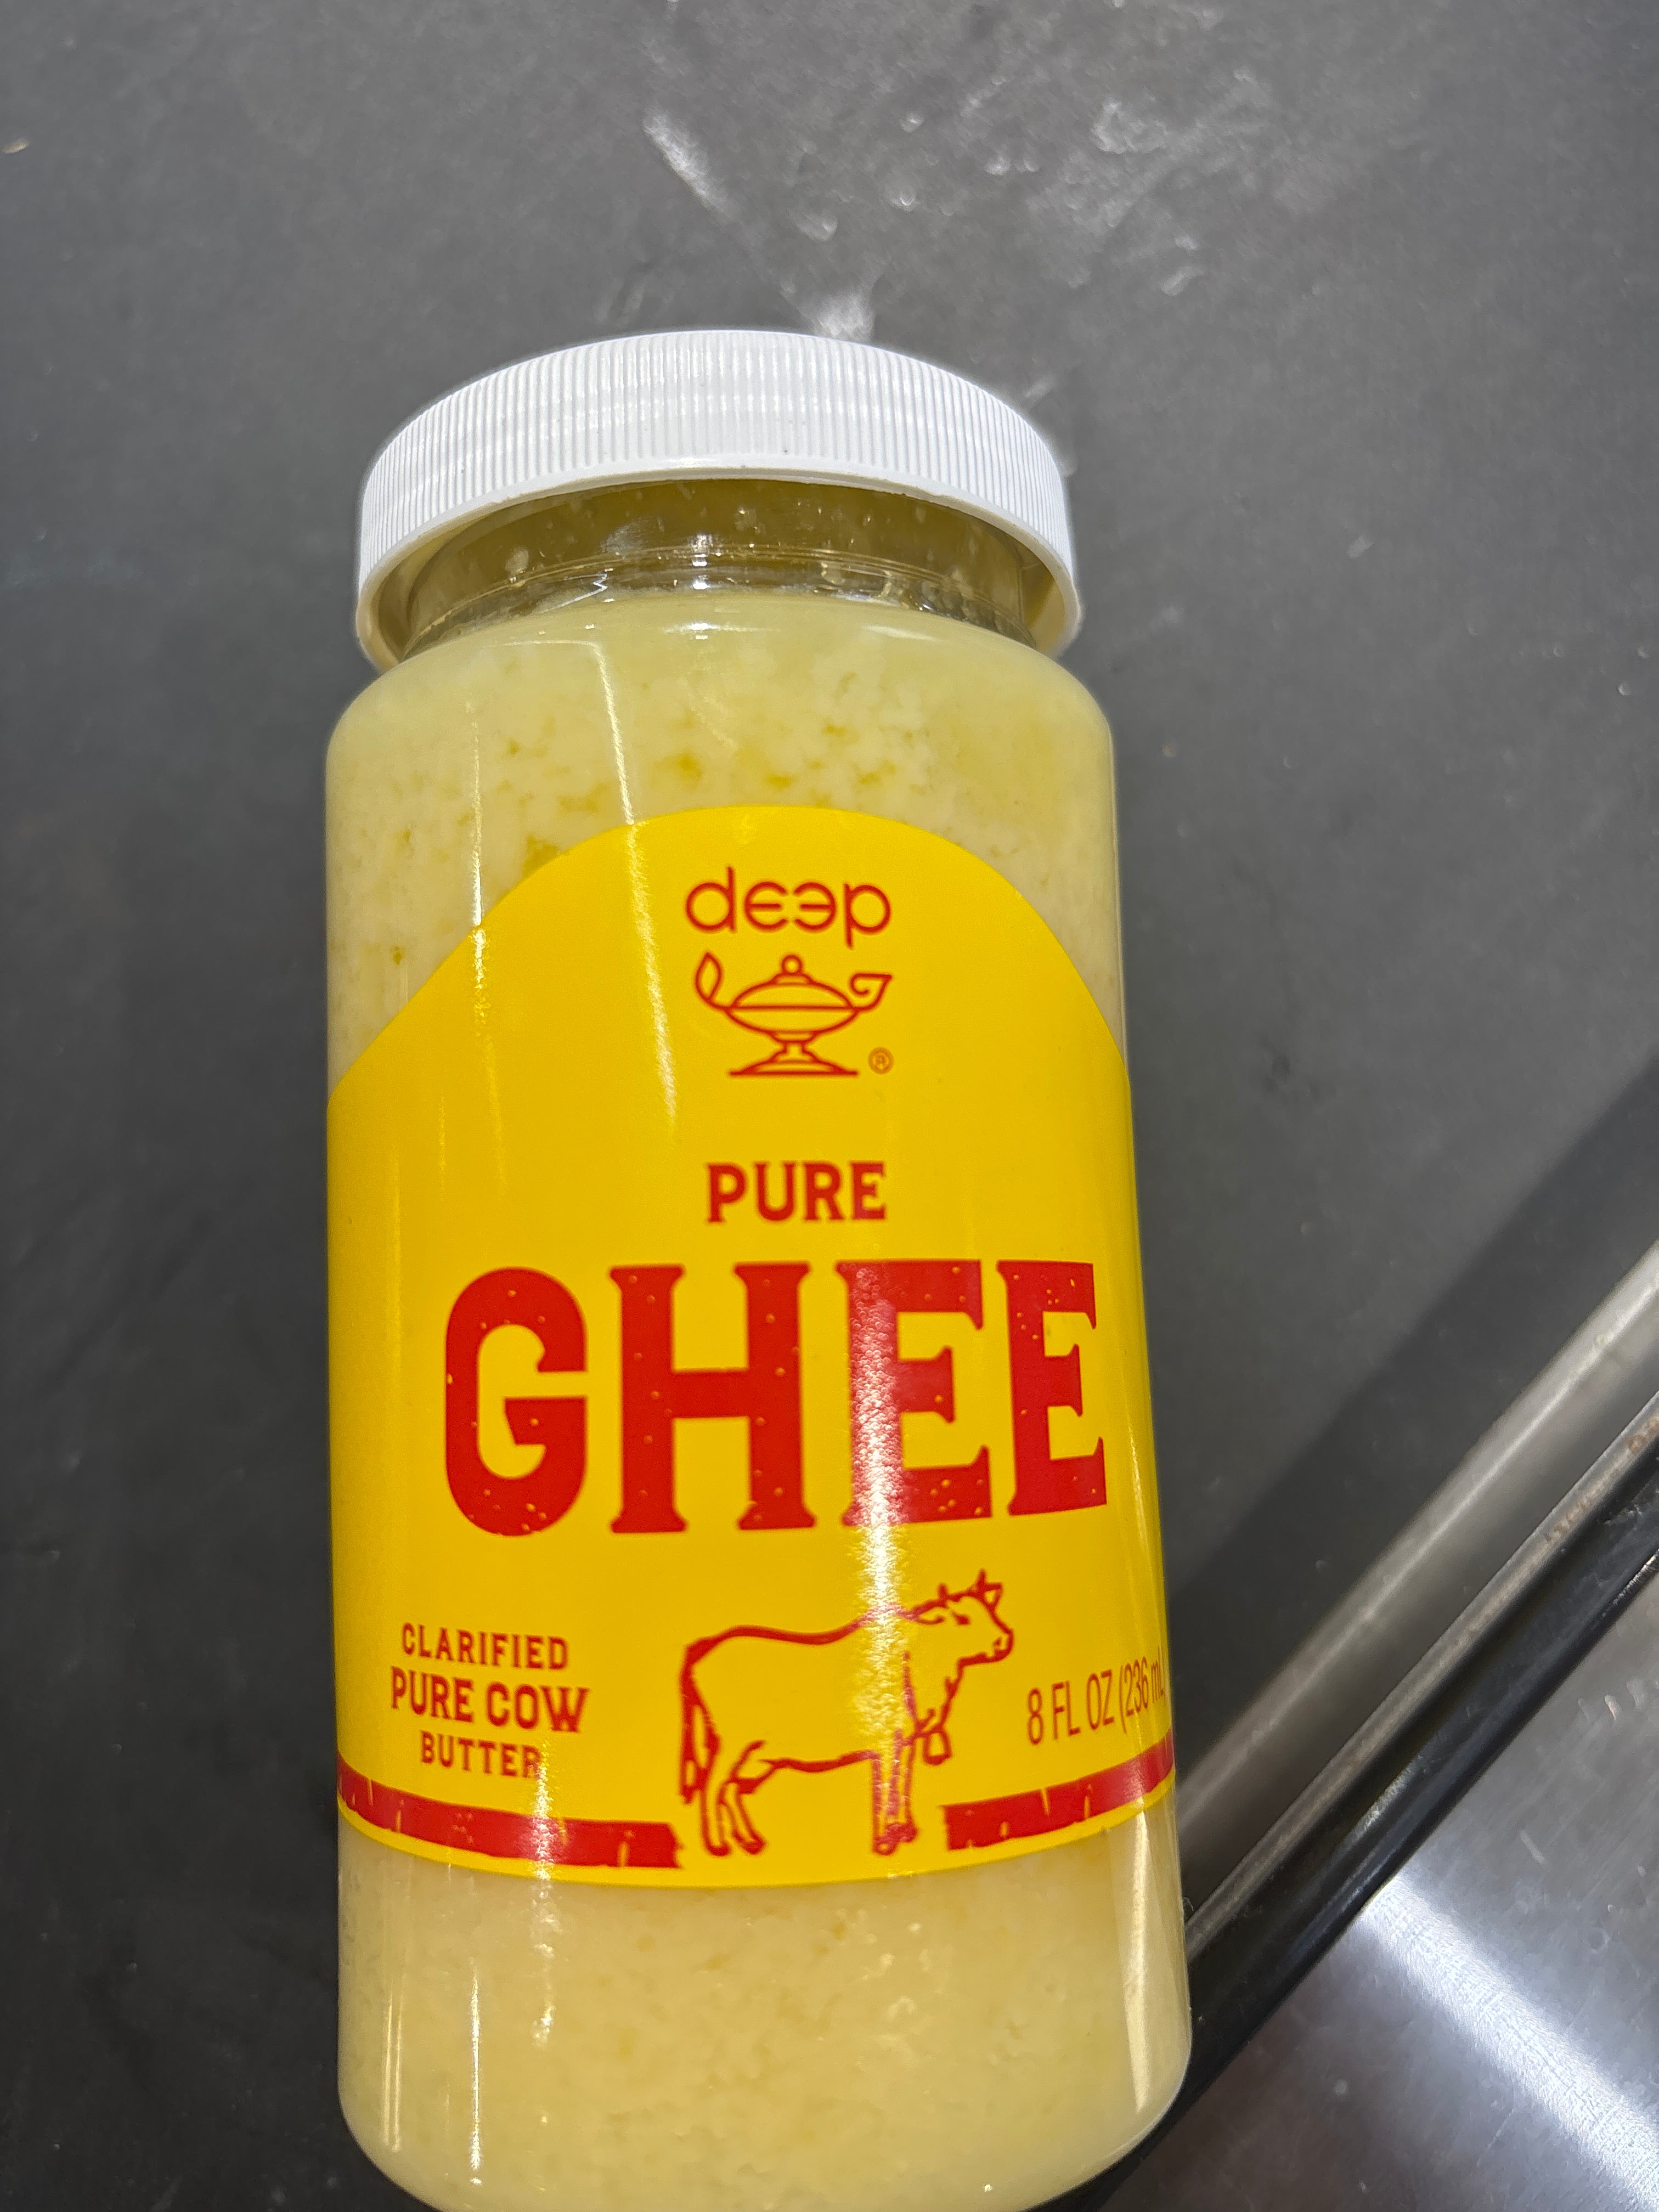 deep
®
PURE
GHEE
CLARIFIED
PURE COW
BUTTER
8 FL OZ (236 mL